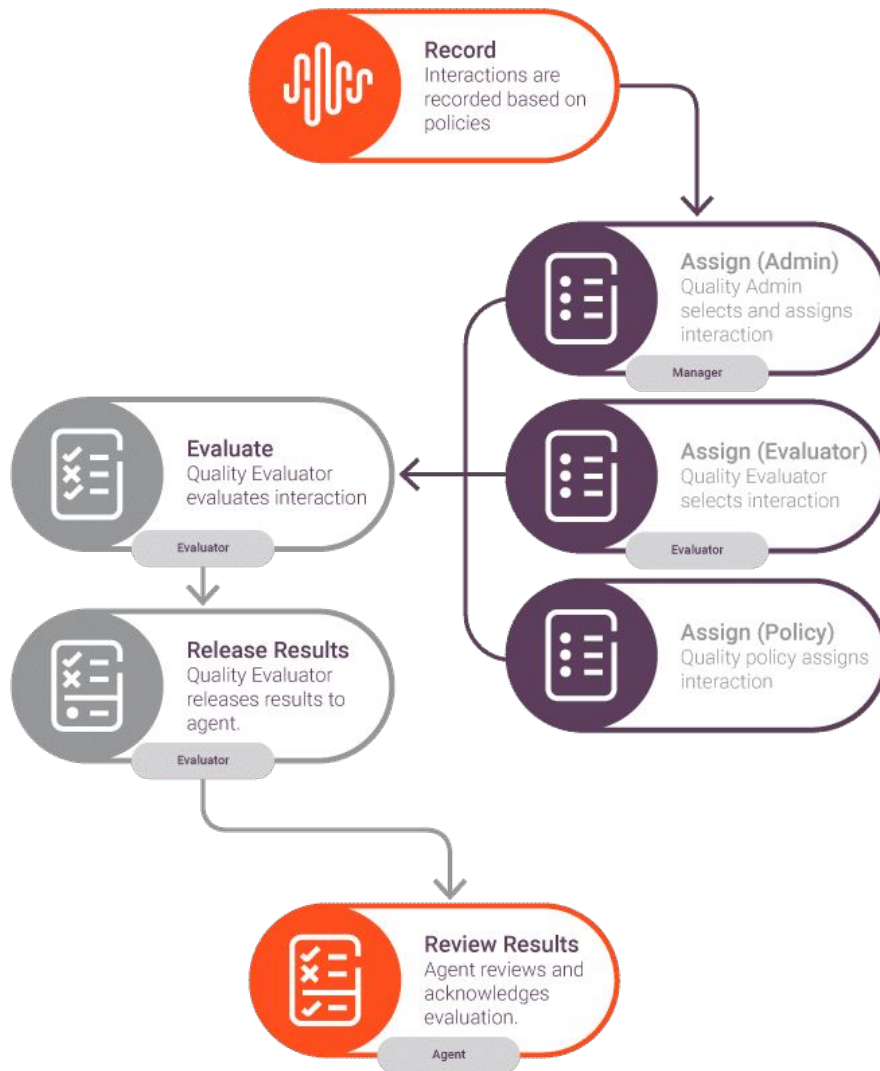 Record
Interactions are
recorded based on
policies
Assign (Admin)
Quality Admin
selects and assigns
interaction
Manager
Assign (Evaluator)
Quality Evaluator
selects interaction
Evaluator
Assign (Policy)
Quality policy assigns
interaction
Evaluate
Quality Evaluator
evaluates interaction
Evaluator
Release Results
Quality Evaluator
releases results to
agent.
Evaluator
Review Results
Agent reviews and
acknowledges
evaluation.
Agent